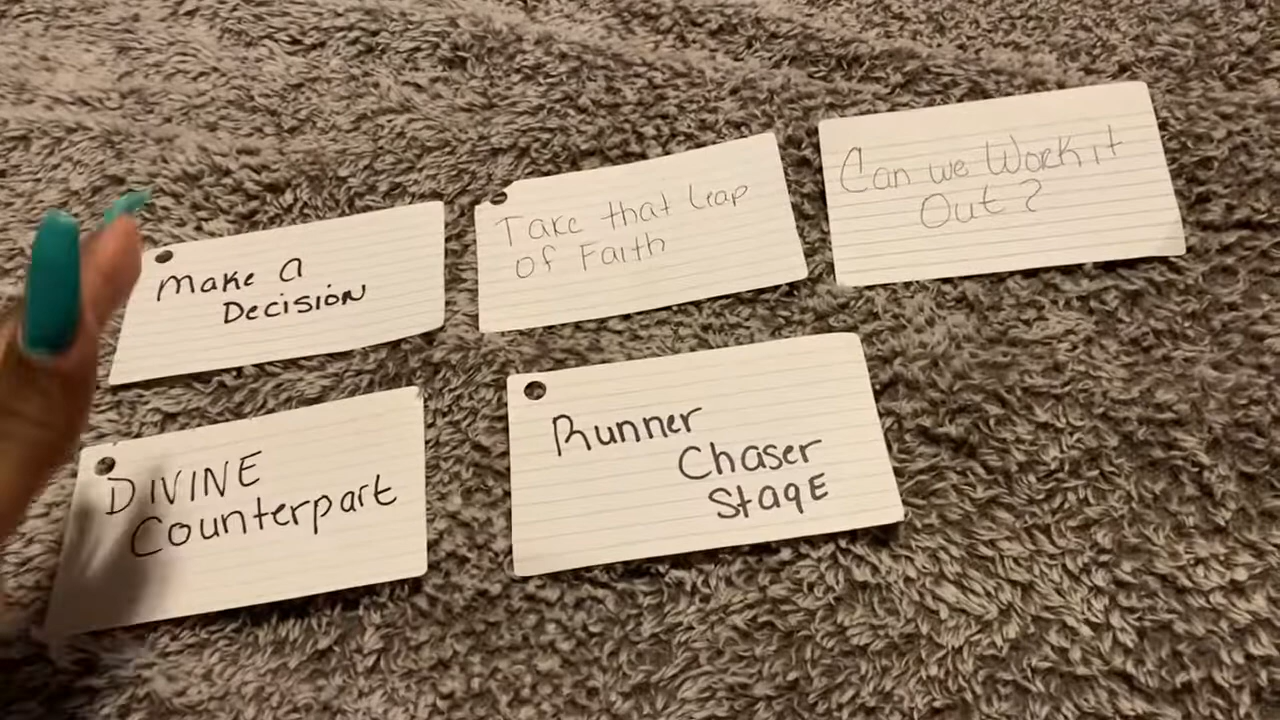 Make a
Decision
Take that Leap
of Faith
Can we Work it
Out?
DIVINE
Counterpart
Runner
Chaser
StagE